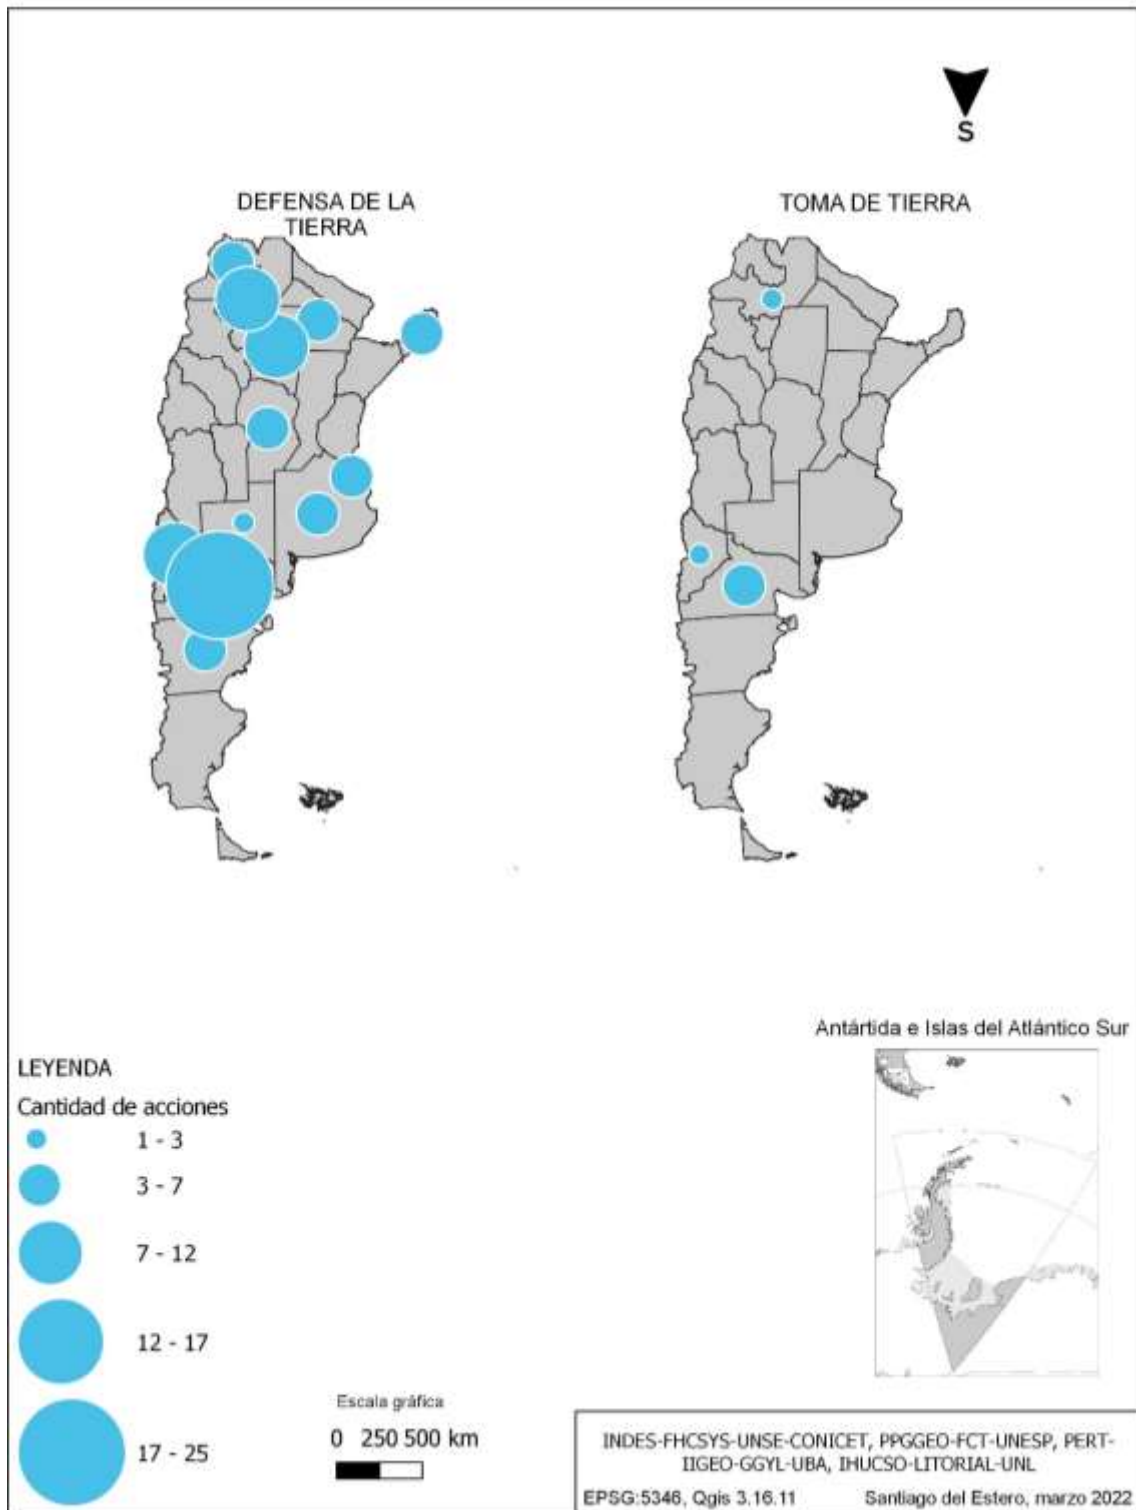 S
DEFENSA DE LA
TIERRA
TOMA DE TIERRA
Antártida e Islas del Atlántico Sur
LEYENDA
Cantidad de acciones
1 - 3
3 - 7
7 - 12
12 - 17
17 - 25
Escala gráfica
0 250 500 km
INDES-FHCSYS-UNSE-CONICET, PPGGEO-FCT-UNESP, PERT-
IIGEO-GGYL-UBA, IHUCSO-LITORIAL-UNL
EPSG:5346, Qgis 3.16.11 Santiago del Estero, marzo 2022